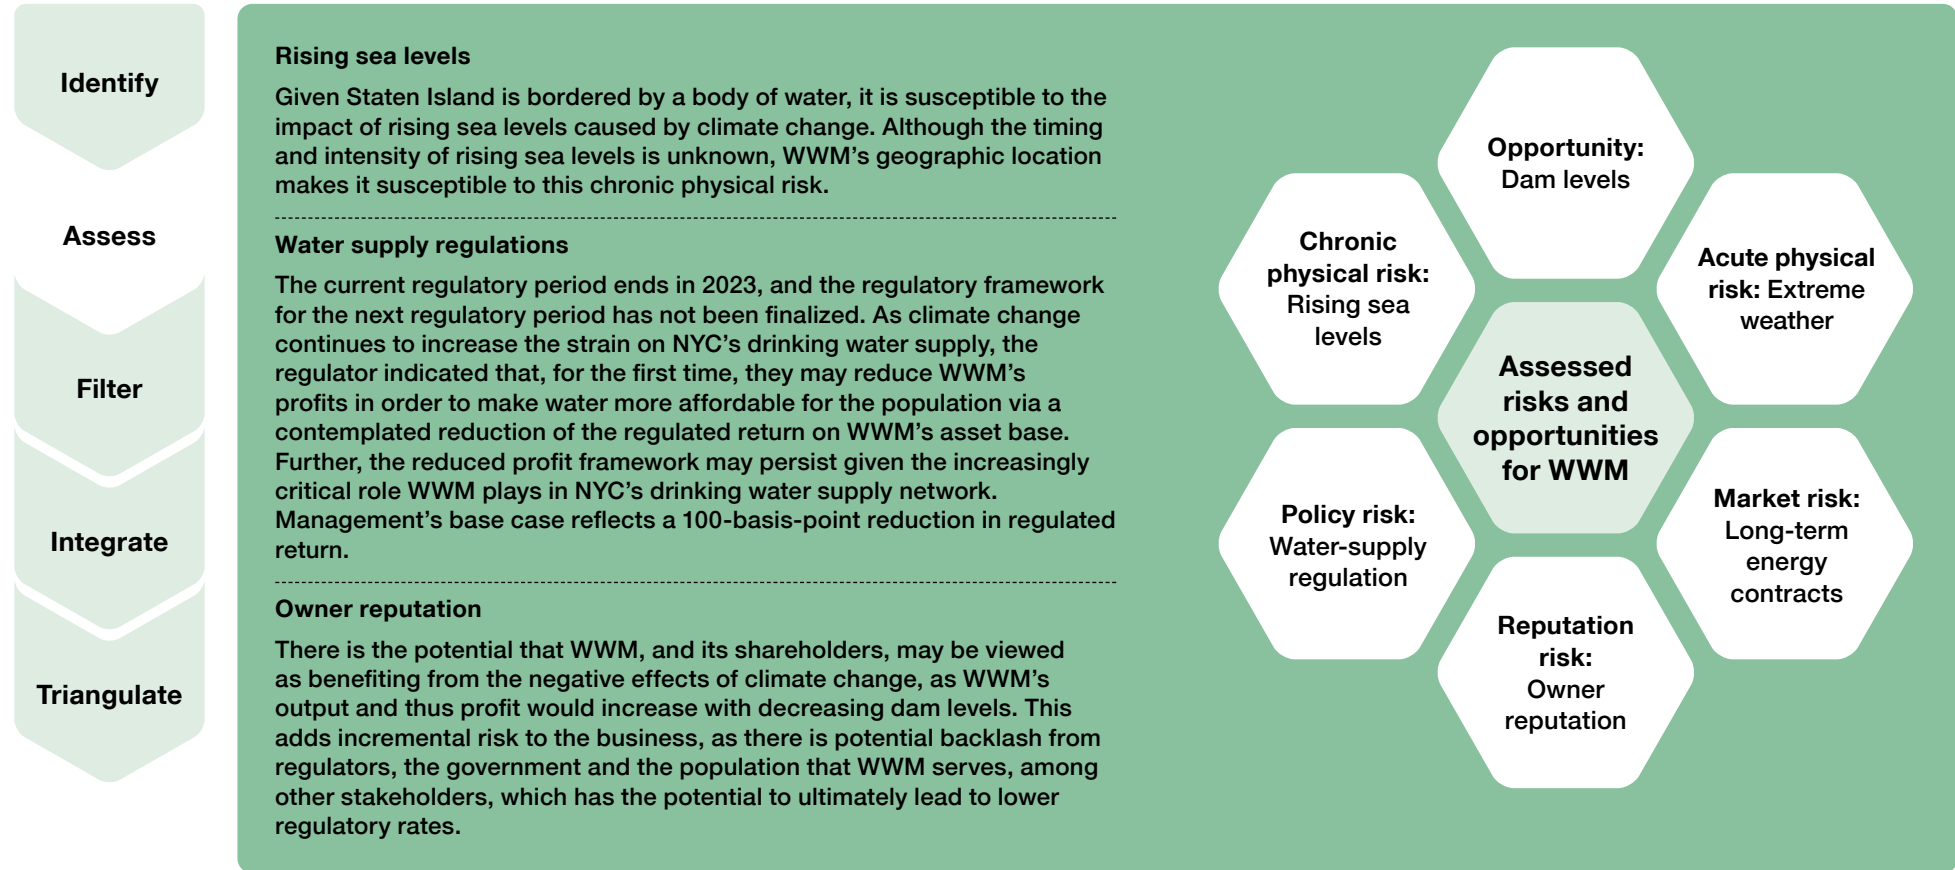 Identify
Assess
Filter
Integrate
Triangulate
Rising sea levels
Given Staten Island is bordered by a body of water, it is susceptible to the
impact of rising sea levels caused by climate change. Although the timing
and intensity of rising sea levels is unknown, WWM’s geographic location
makes it susceptible to this chronic physical risk.
Water supply regulations
The current regulatory period ends in 2023, and the regulatory framework
for the next regulatory period has not been finalized. As climate change
continues to increase the strain on NYC’s drinking water supply, the
regulator indicated that, for the first time, they may reduce WWM’s
profits in order to make water more affordable for the population via a
contemplated reduction of the regulated return on WWM’s asset base.
Further, the reduced profit framework may persist given the increasingly
critical role WWM plays in NYC’s drinking water supply network.
Management’s base case reflects a 100-basis-point reduction in regulated
return.
Owner reputation
There is the potential that WWM, and its shareholders, may be viewed
as benefiting from the negative effects of climate change, as WWM’s
output and thus profit would increase with decreasing dam levels. This
adds incremental risk to the business, as there is potential backlash from
regulators, the government and the population that WWM serves, among
other stakeholders, which has the potential to ultimately lead to lower
regulatory rates.
Opportunity:
Dam levels
Chronic
physical risk:
Rising sea
levels
Acute physical
risk: Extreme
weather
Assessed
risks and
opportunities
for WWM
Policy risk:
Water-supply
regulation
Market risk:
Long-term
energy
contracts
Reputation
risk:
Owner
reputation